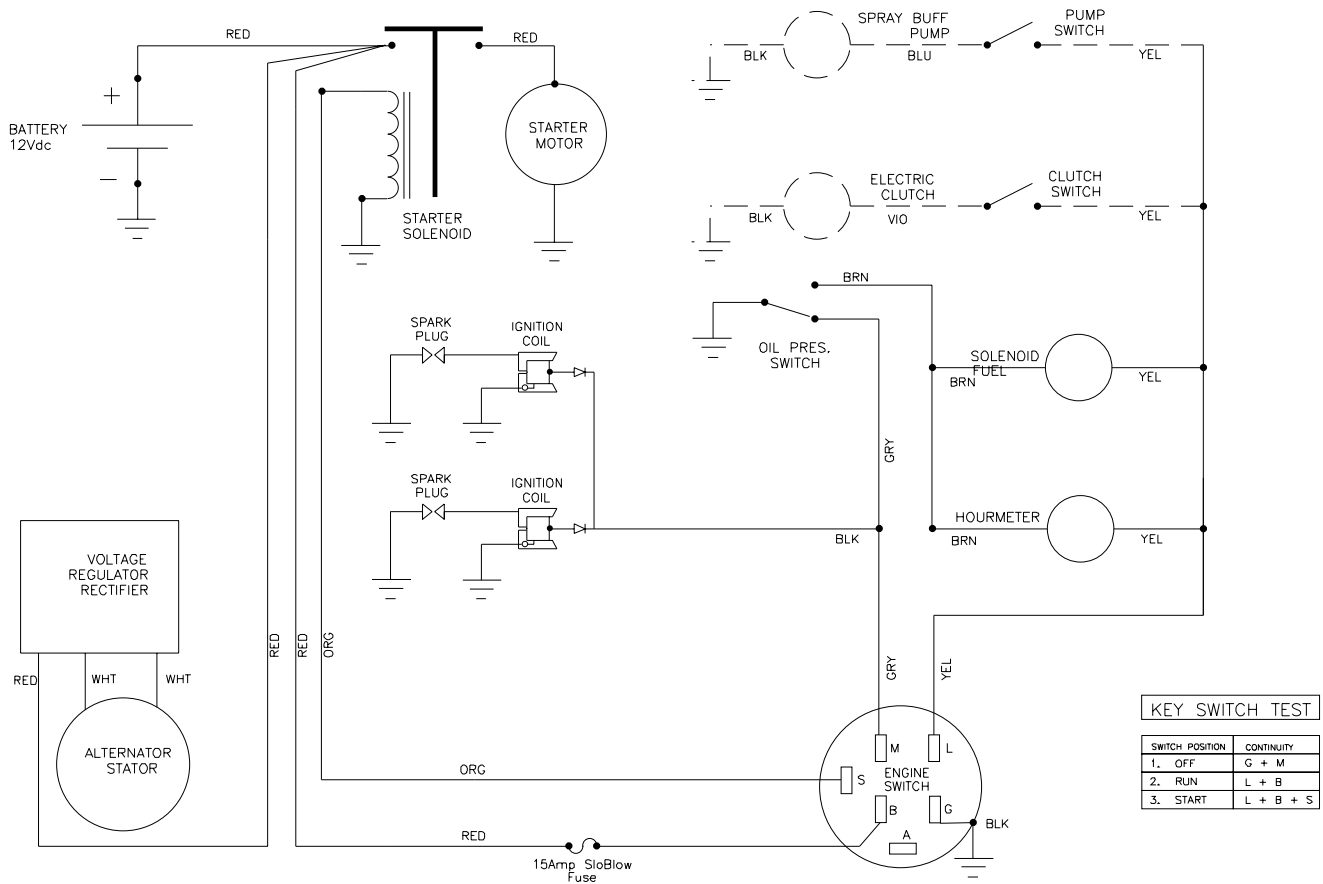 RED
RED
SPRAY BUFF
PUMP
PUMP
SWITCH
BLK
BLU
YEL
+
BATTERY
12Vdc
−
STARTER
MOTOR
STARTER
SOLENOID
ELECTRIC
CLUTCH
CLUTCH
SWITCH
BLK
VIO
YEL
BRN
OIL PRES.
SWITCH
SOLENOID
FUEL
BRN
YEL
SPARK
PLUG
IGNITION
COIL
GRY
SPARK
PLUG
IGNITION
COIL
BLK
HOURMETER
BRN
YEL
VOLTAGE
REGULATOR
RECTIFIER
RED
WHT
WHT
RED
RED
ORG
GRY
YEL
ALTERNATOR
STATOR
KEY SWITCH TEST
SWITCH POSITION CONTINUITY
1. OFF G + M
2. RUN L + B
3. START L + B + S
ORG
M
L
S
ENGINE
SWITCH
B
G
A
BLK
RED
15Amp SloBlow
Fuse